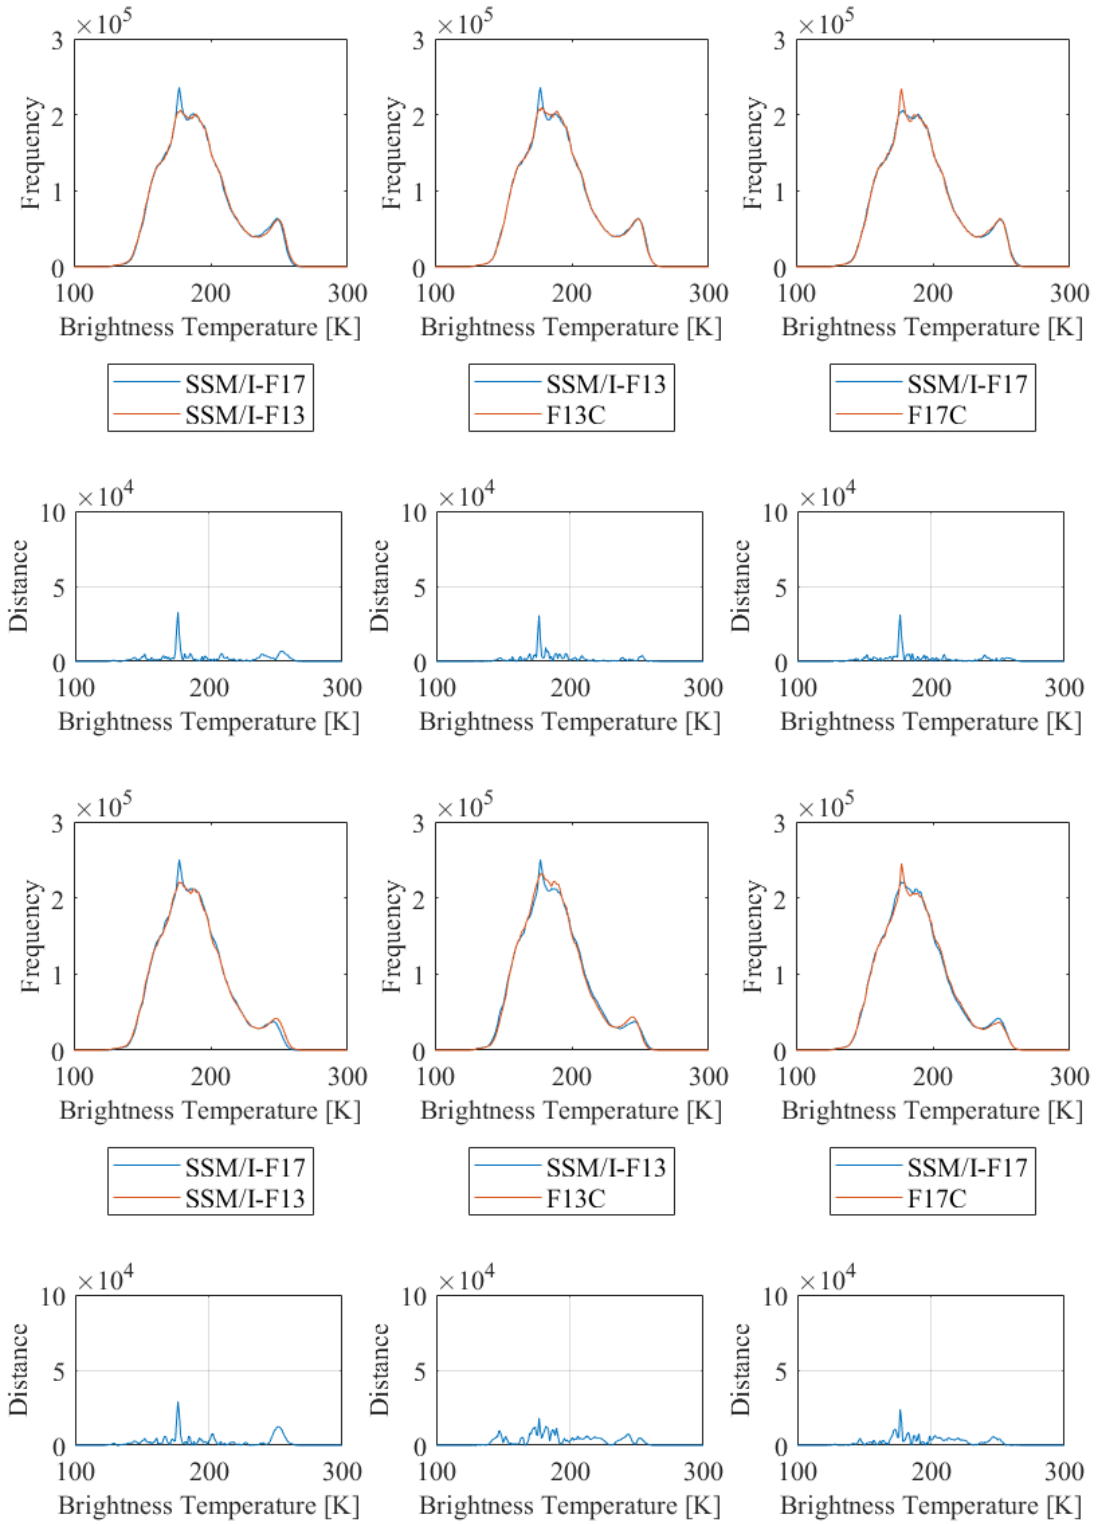 ×10^5 ×10^5 ×10^5
3 3 3
2 2 2
1 1 1
0 0 0
Frequency Frequency Frequency
100 200 300 100 200 300 100 200 300
Brightness Temperature [K] Brightness Temperature [K] Brightness Temperature [K]
SSM/I-F17 SSM/I-F13 SSM/I-F17
SSM/I-F13 F13C F17C
×10^4 ×10^4 ×10^4
10 10 10
5 5 5
0 0 0
Distance Distance Distance
100 200 300 100 200 300 100 200 300
Brightness Temperature [K] Brightness Temperature [K] Brightness Temperature [K]
×10^5 ×10^5 ×10^5
3 3 3
2 2 2
1 1 1
0 0 0
Frequency Frequency Frequency
100 200 300 100 200 300 100 200 300
Brightness Temperature [K] Brightness Temperature [K] Brightness Temperature [K]
SSM/I-F17 SSM/I-F13 SSM/I-F17
SSM/I-F13 F13C F17C
×10^4 ×10^4 ×10^4
10 10 10
5 5 5
0 0 0
Distance Distance Distance
100 200 300 100 200 300 100 200 300
Brightness Temperature [K] Brightness Temperature [K] Brightness Temperature [K]